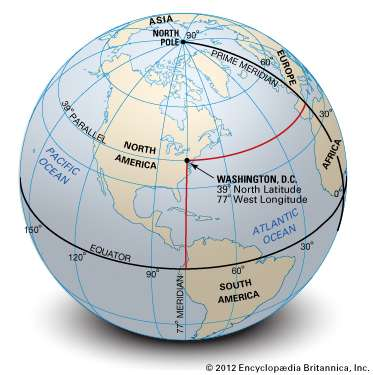 ASIA
NORTH
POLE
60°
PRIME MERIDIAN
EUROPE
30°
39° PARALLEL
NORTH
AMERICA
AFRICA
PACIFIC
OCEAN
WASHINGTON, D.C.
39° North Latitude
77° West Longitude
0°
ATLANTIC
OCEAN
150°
EQUATOR
120°
90°
60°
30°
77° MERIDIAN
SOUTH
AMERICA
© 2012 Encyclopædia Britannica, Inc.